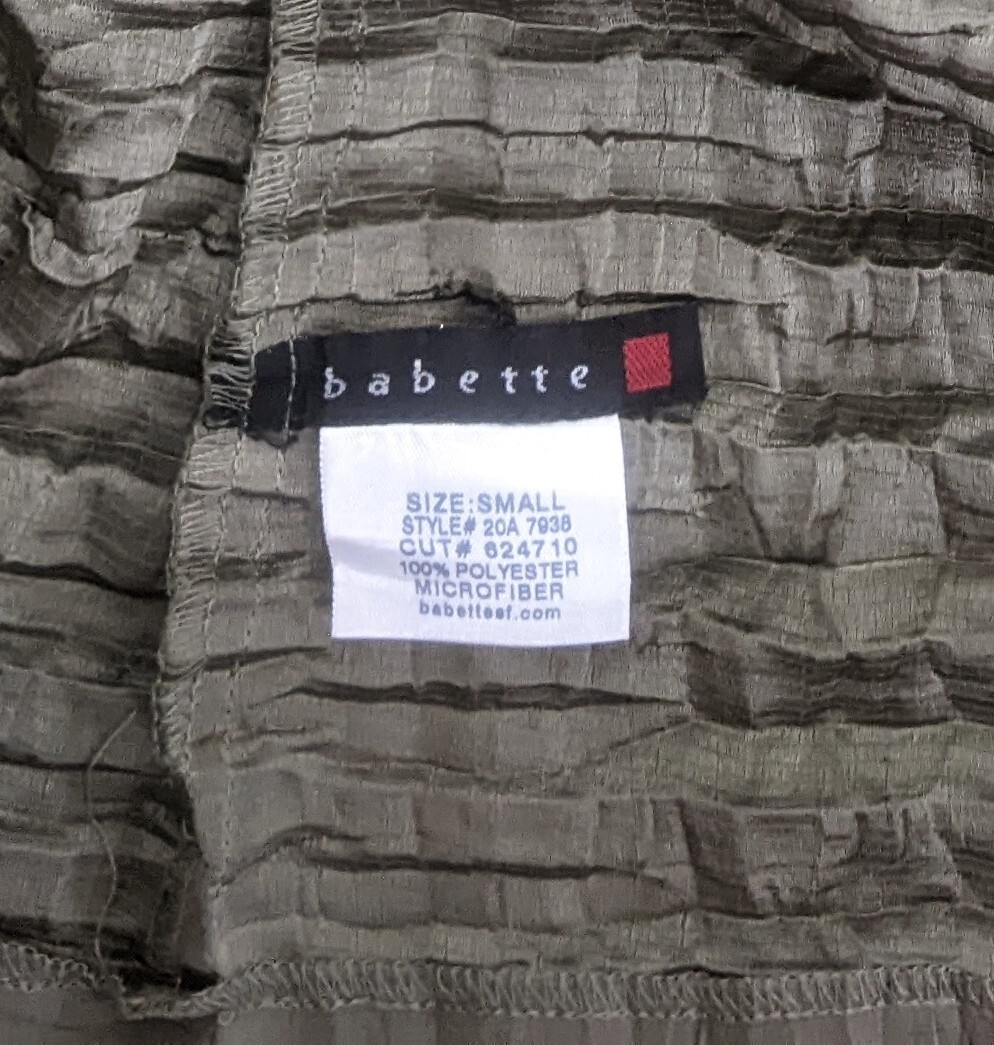 babette
SIZE:SMALL
STYLE# 20A 7938
CUT# 624710
100% POLYESTER
MICROFIBER
babettesf.com